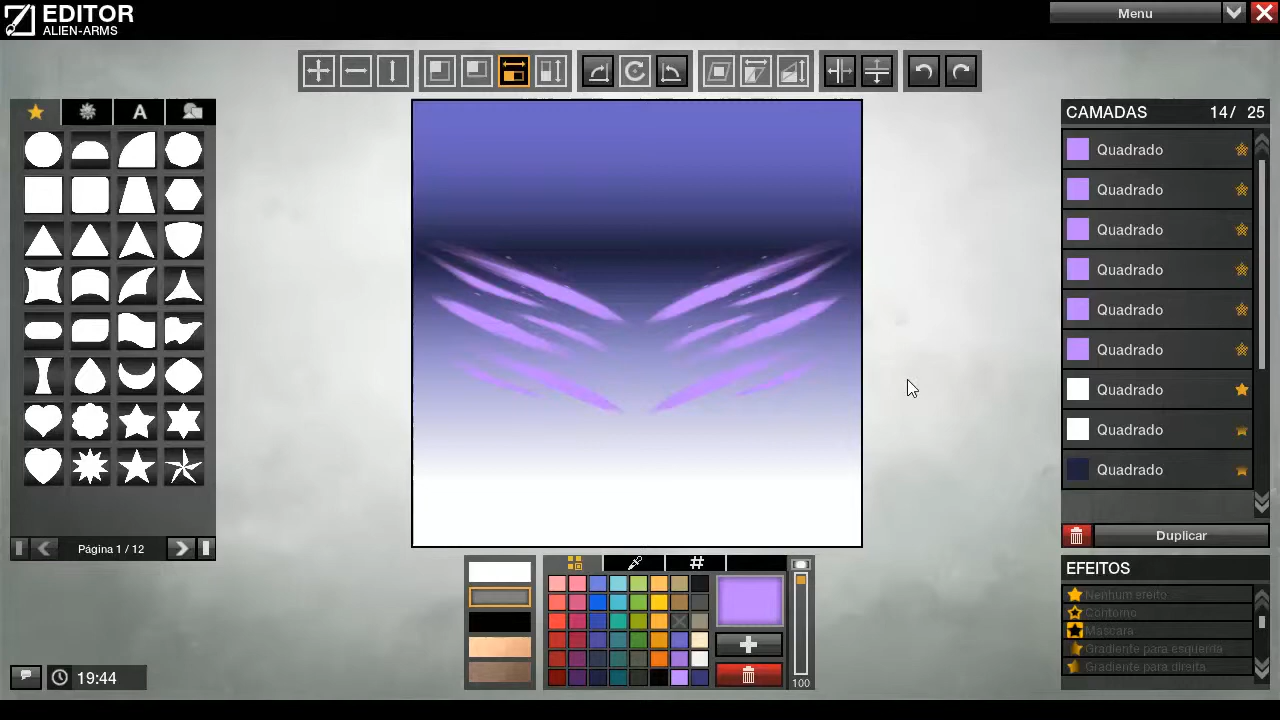 EDITOR
ALIEN-ARMS
Menu
A
CAMADAS 14/ 25
Quadrado
Quadrado
Quadrado
Quadrado
Quadrado
Quadrado
Quadrado
Quadrado
Quadrado
Duplicar
Página 1 / 12
EFEITOS
Nenhum efeito
Contorno
Máscara
Gradiente para esquerda
Gradiente para direita
#
100
19:44